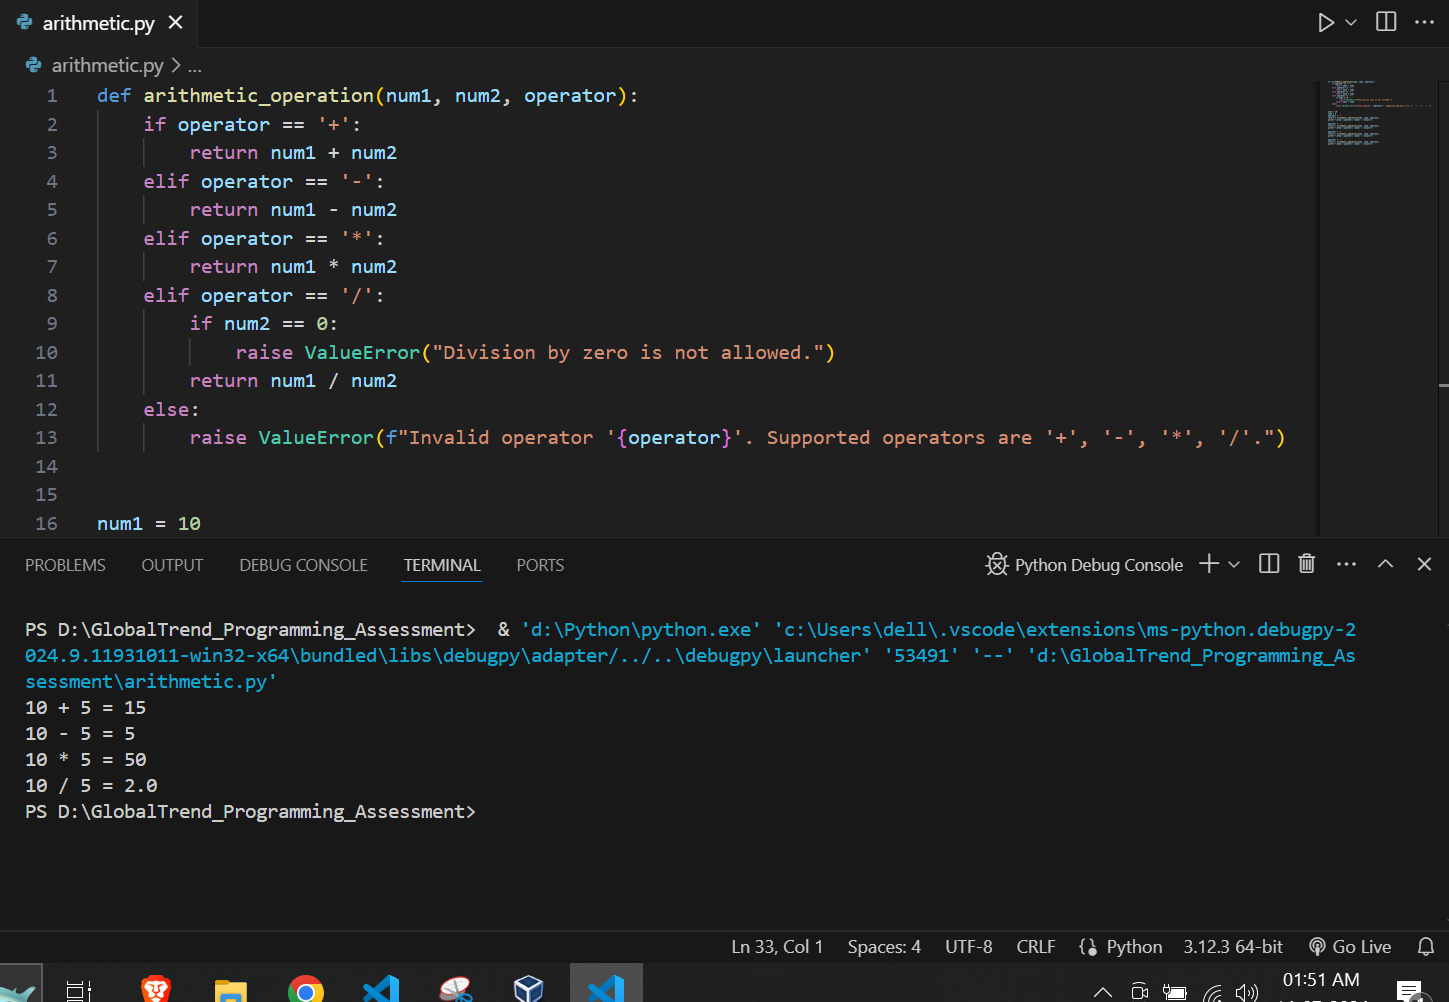 arithmetic.py
arithmetic.py > ...
1 def arithmetic_operation(num1, num2, operator):
2     if operator == '+':
3         return num1 + num2
4     elif operator == '-':
5         return num1 - num2
6     elif operator == '*':
7         return num1 * num2
8     elif operator == '/':
9         if num2 == 0:
10             raise ValueError("Division by zero is not allowed.")
11         return num1 / num2
12     else:
13         raise ValueError(f"Invalid operator '{operator}'. Supported operators are '+', '-', '*', '/'.")
14
15
16 num1 = 10
PROBLEMS OUTPUT DEBUG CONSOLE TERMINAL PORTS Python Debug Console
PS D:\GlobalTrend_Programming_Assessment>  & 'd:\Python\python.exe' 'c:\Users\dell\.vscode\extensions\ms-python.debugpy-2
024.9.11931011-win32-x64\bundled\libs\debugpy\adapter/../..\debugpy\launcher' '53491' '--' 'd:\GlobalTrend_Programming_As
sessment\arithmetic.py'
10 + 5 = 15
10 - 5 = 5
10 * 5 = 50
10 / 5 = 2.0
PS D:\GlobalTrend_Programming_Assessment>
Ln 33, Col 1 Spaces: 4 UTF-8 CRLF Python 3.12.3 64-bit Go Live
01:51 AM